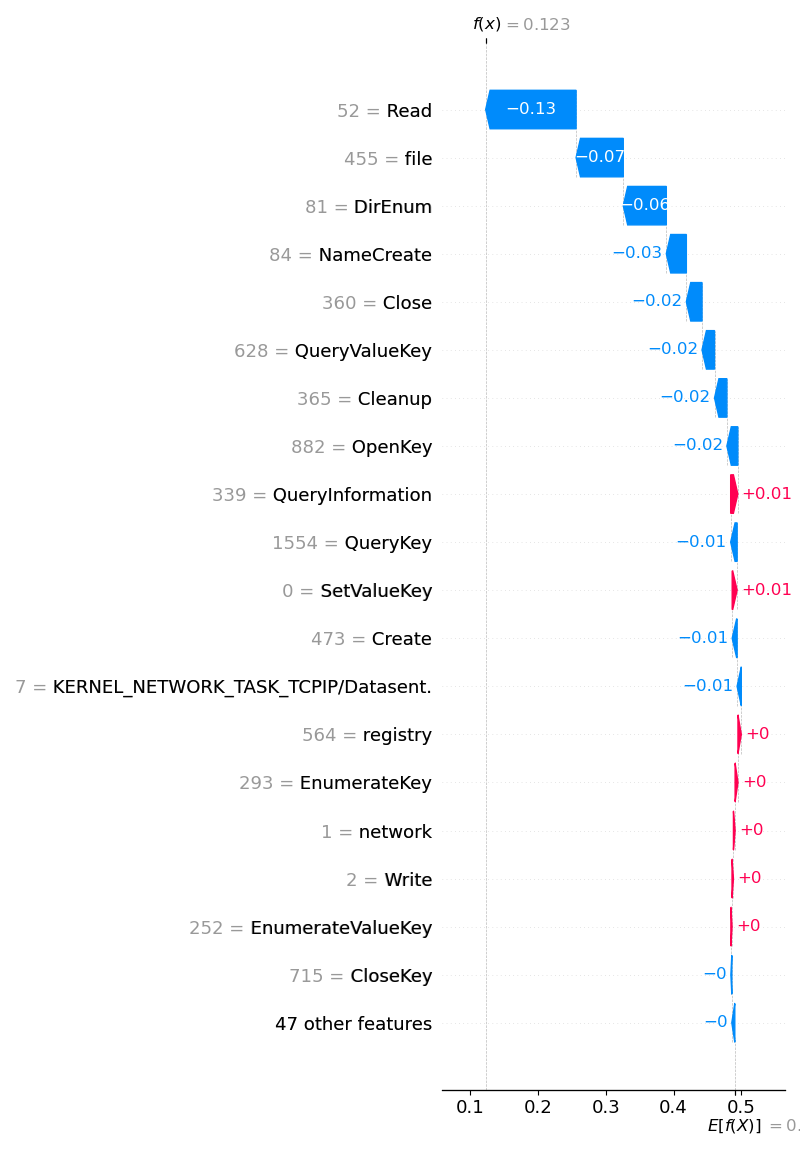 f(x) = 0.123
52 = Read −0.13
455 = file −0.07
81 = DirEnum −0.06
84 = NameCreate −0.03
360 = Close −0.02
628 = QueryValueKey −0.02
365 = Cleanup −0.02
882 = OpenKey −0.02
339 = QueryInformation +0.01
1554 = QueryKey −0.01
0 = SetValueKey +0.01
473 = Create −0.01
7 = KERNEL_NETWORK_TASK_TCPIP/Datasent. −0.01
564 = registry +0
293 = EnumerateKey +0
1 = network +0
2 = Write +0
252 = EnumerateValueKey +0
715 = CloseKey −0
47 other features −0
0.1 0.2 0.3 0.4 0.5
E[f(X)] = 0.